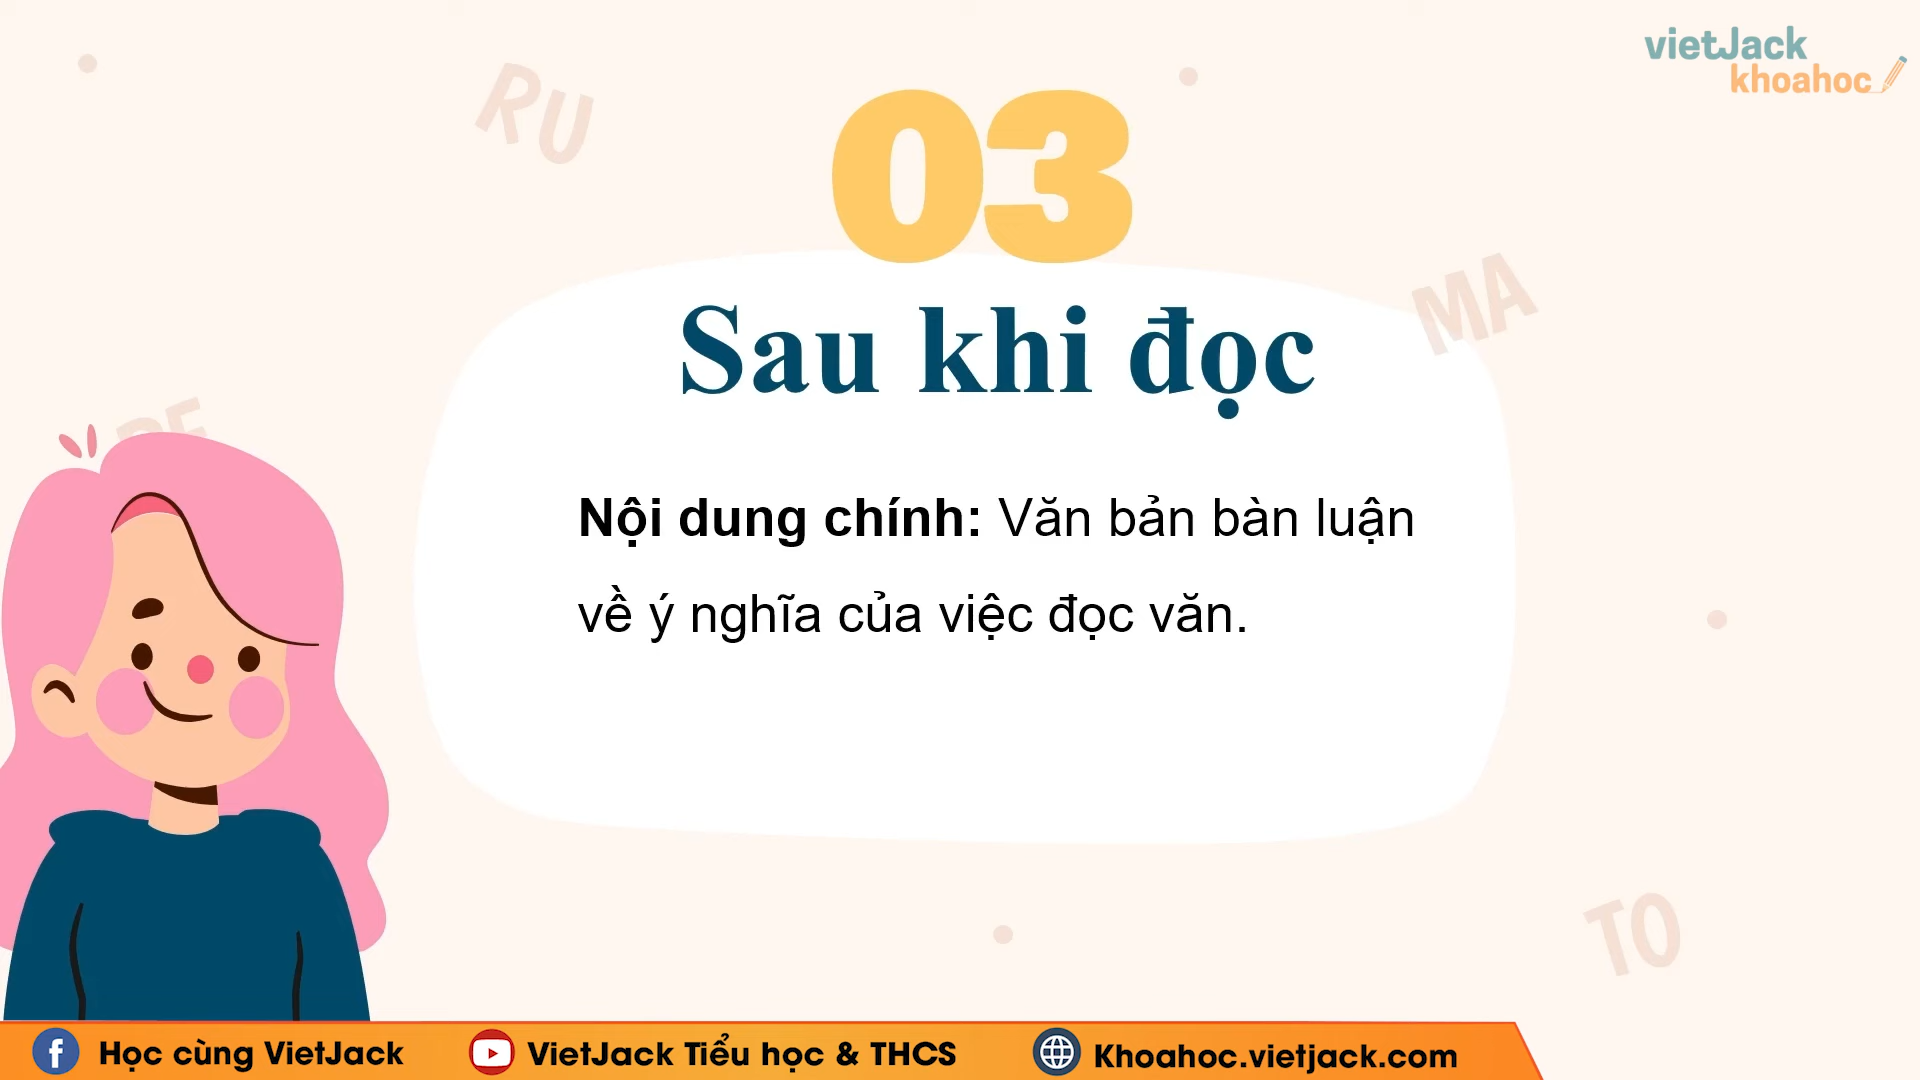 vietJack
khoahoc
RU
03
MA
Sau khi đọc
Nội dung chính: Văn bản bàn luận
về ý nghĩa của việc đọc văn.
TO
Học cùng VietJack
VietJack Tiểu học & THCS
Khoahoc.vietjack.com